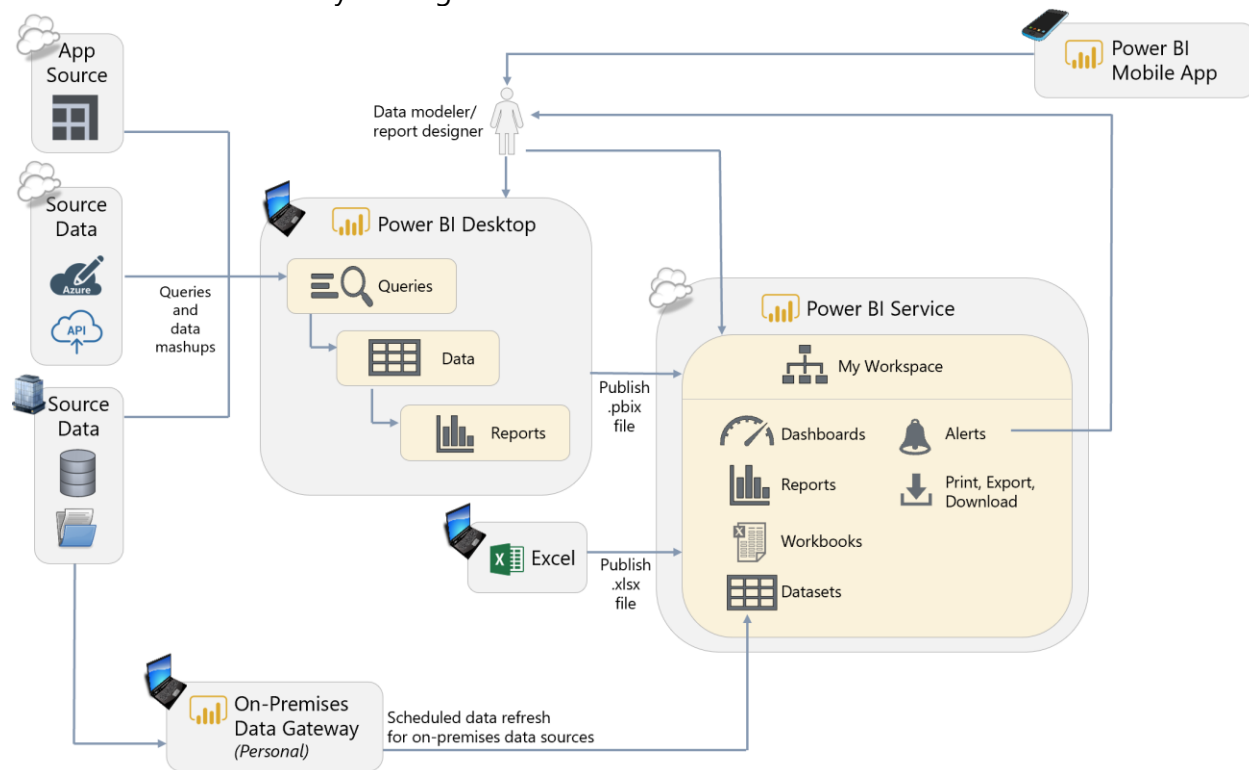 App
Source
Source
Data
Azure
API
Source
Data
Queries
and
data
mashups
Data modeler/
report designer
Power BI
Mobile App
Power BI Desktop
Queries
Data
Reports
Publish
.pbix
file
Excel
Publish
.xlsx
file
Power BI Service
My Workspace
Dashboards
Alerts
Reports
Print, Export,
Download
Workbooks
Datasets
On-Premises
Data Gateway
(Personal)
Scheduled data refresh
for on-premises data sources